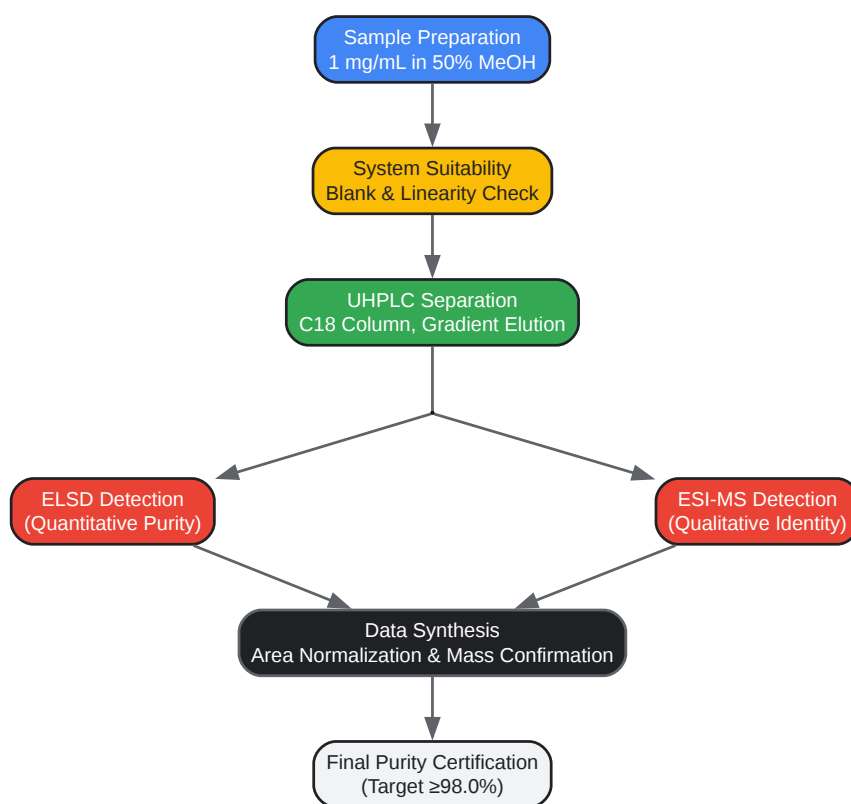 Sample Preparation
1 mg/mL in 50% MeOH
System Suitability
Blank & Linearity Check
UHPLC Separation
C18 Column, Gradient Elution
ELSD Detection
(Quantitative Purity)
ESI-MS Detection
(Qualitative Identity)
Data Synthesis
Area Normalization & Mass Confirmation
Final Purity Certification
(Target ≥98.0%)